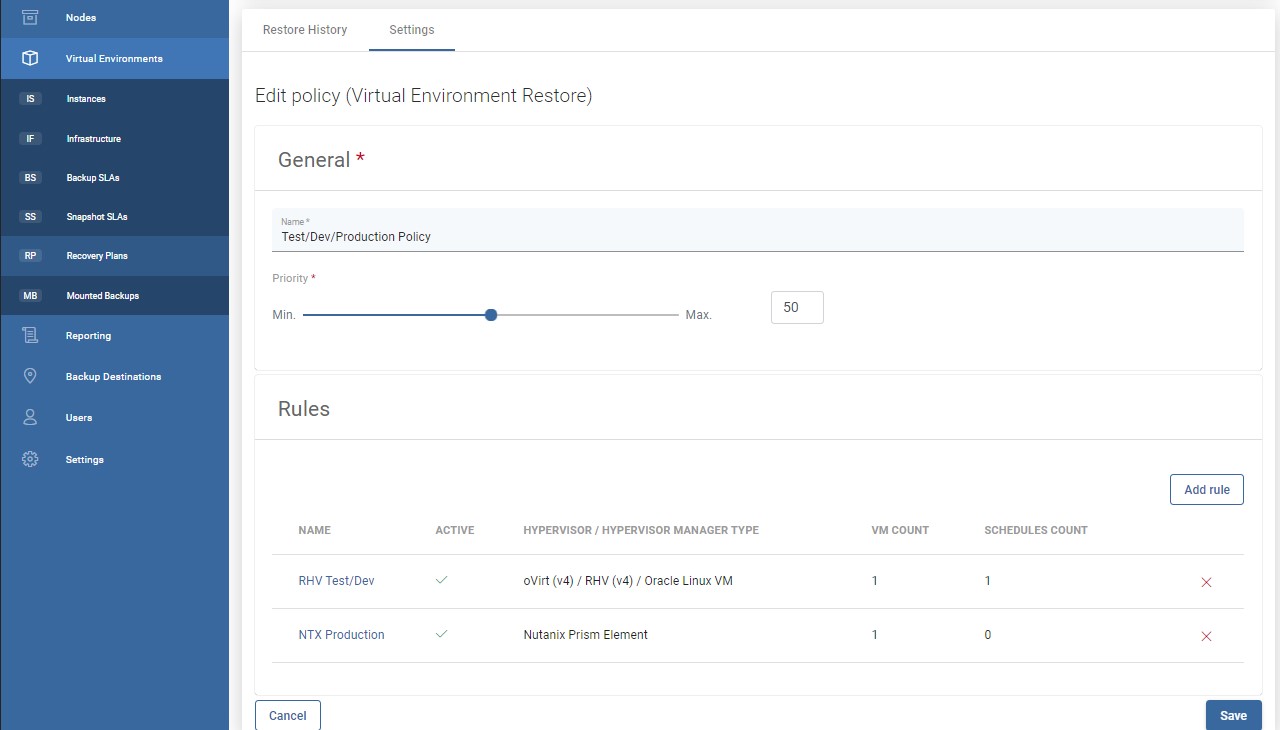 Nodes
Virtual Environments
IS Instances
IF Infrastructure
BS Backup SLAs
SS Snapshot SLAs
RP Recovery Plans
MB Mounted Backups
Reporting
Backup Destinations
Users
Settings
Restore History Settings
Edit policy (Virtual Environment Restore)
General *
Name *
Test/Dev/Production Policy
Priority *
Min. Max. 50
Rules
Add rule
NAME ACTIVE HYPERVISOR / HYPERVISOR MANAGER TYPE VM COUNT SCHEDULES COUNT
RHV Test/Dev oVirt (v4) / RHV (v4) / Oracle Linux VM 1 1
NTX Production Nutanix Prism Element 1 0
Cancel Save